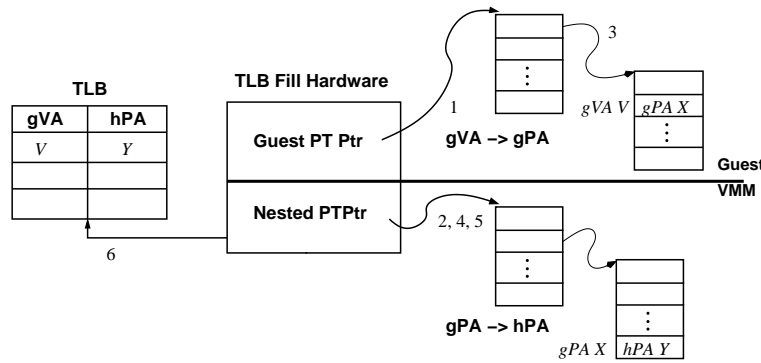 3
TLB
TLB Fill Hardware
gVA
hPA
1
gVA V
gPA X
V
Y
Guest PT Ptr
gVA −> gPA
Guest
VMM
Nested PTPtr
2, 4, 5
6
gPA −> hPA
gPA X
hPA Y